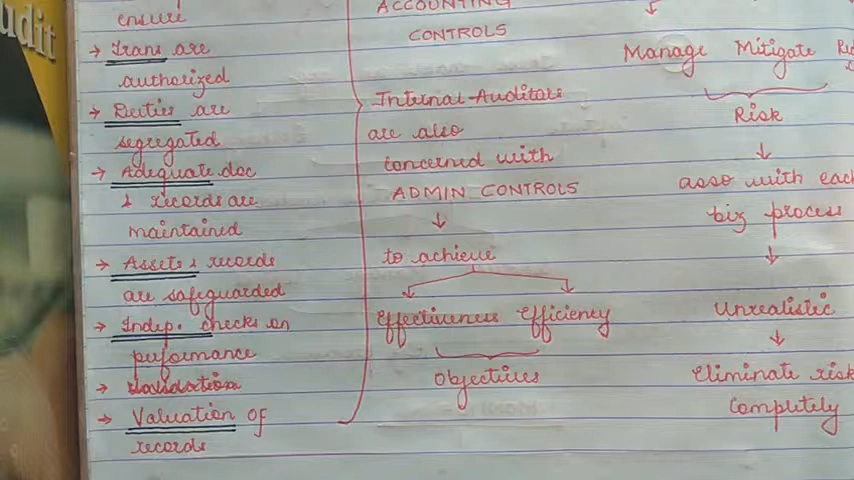 udit
ensure
→ Trans are
authorized
→ Duties are
segregated
→ Adequate doc
& records are
maintained
→ Assets & records
are safeguarded
→ Indep. checks on
performance
→ Valuation of
records
ACCOUNTING
CONTROLS
Internal Auditors
are also
concerned with
ADMIN CONTROLS
↓
to achieve
Effectiveness Efficiency
Objectives
↓
Manage Mitigate
Risk
↓
asso with each
biz process
↓
Unrealistic
↓
Eliminate risk
Completely